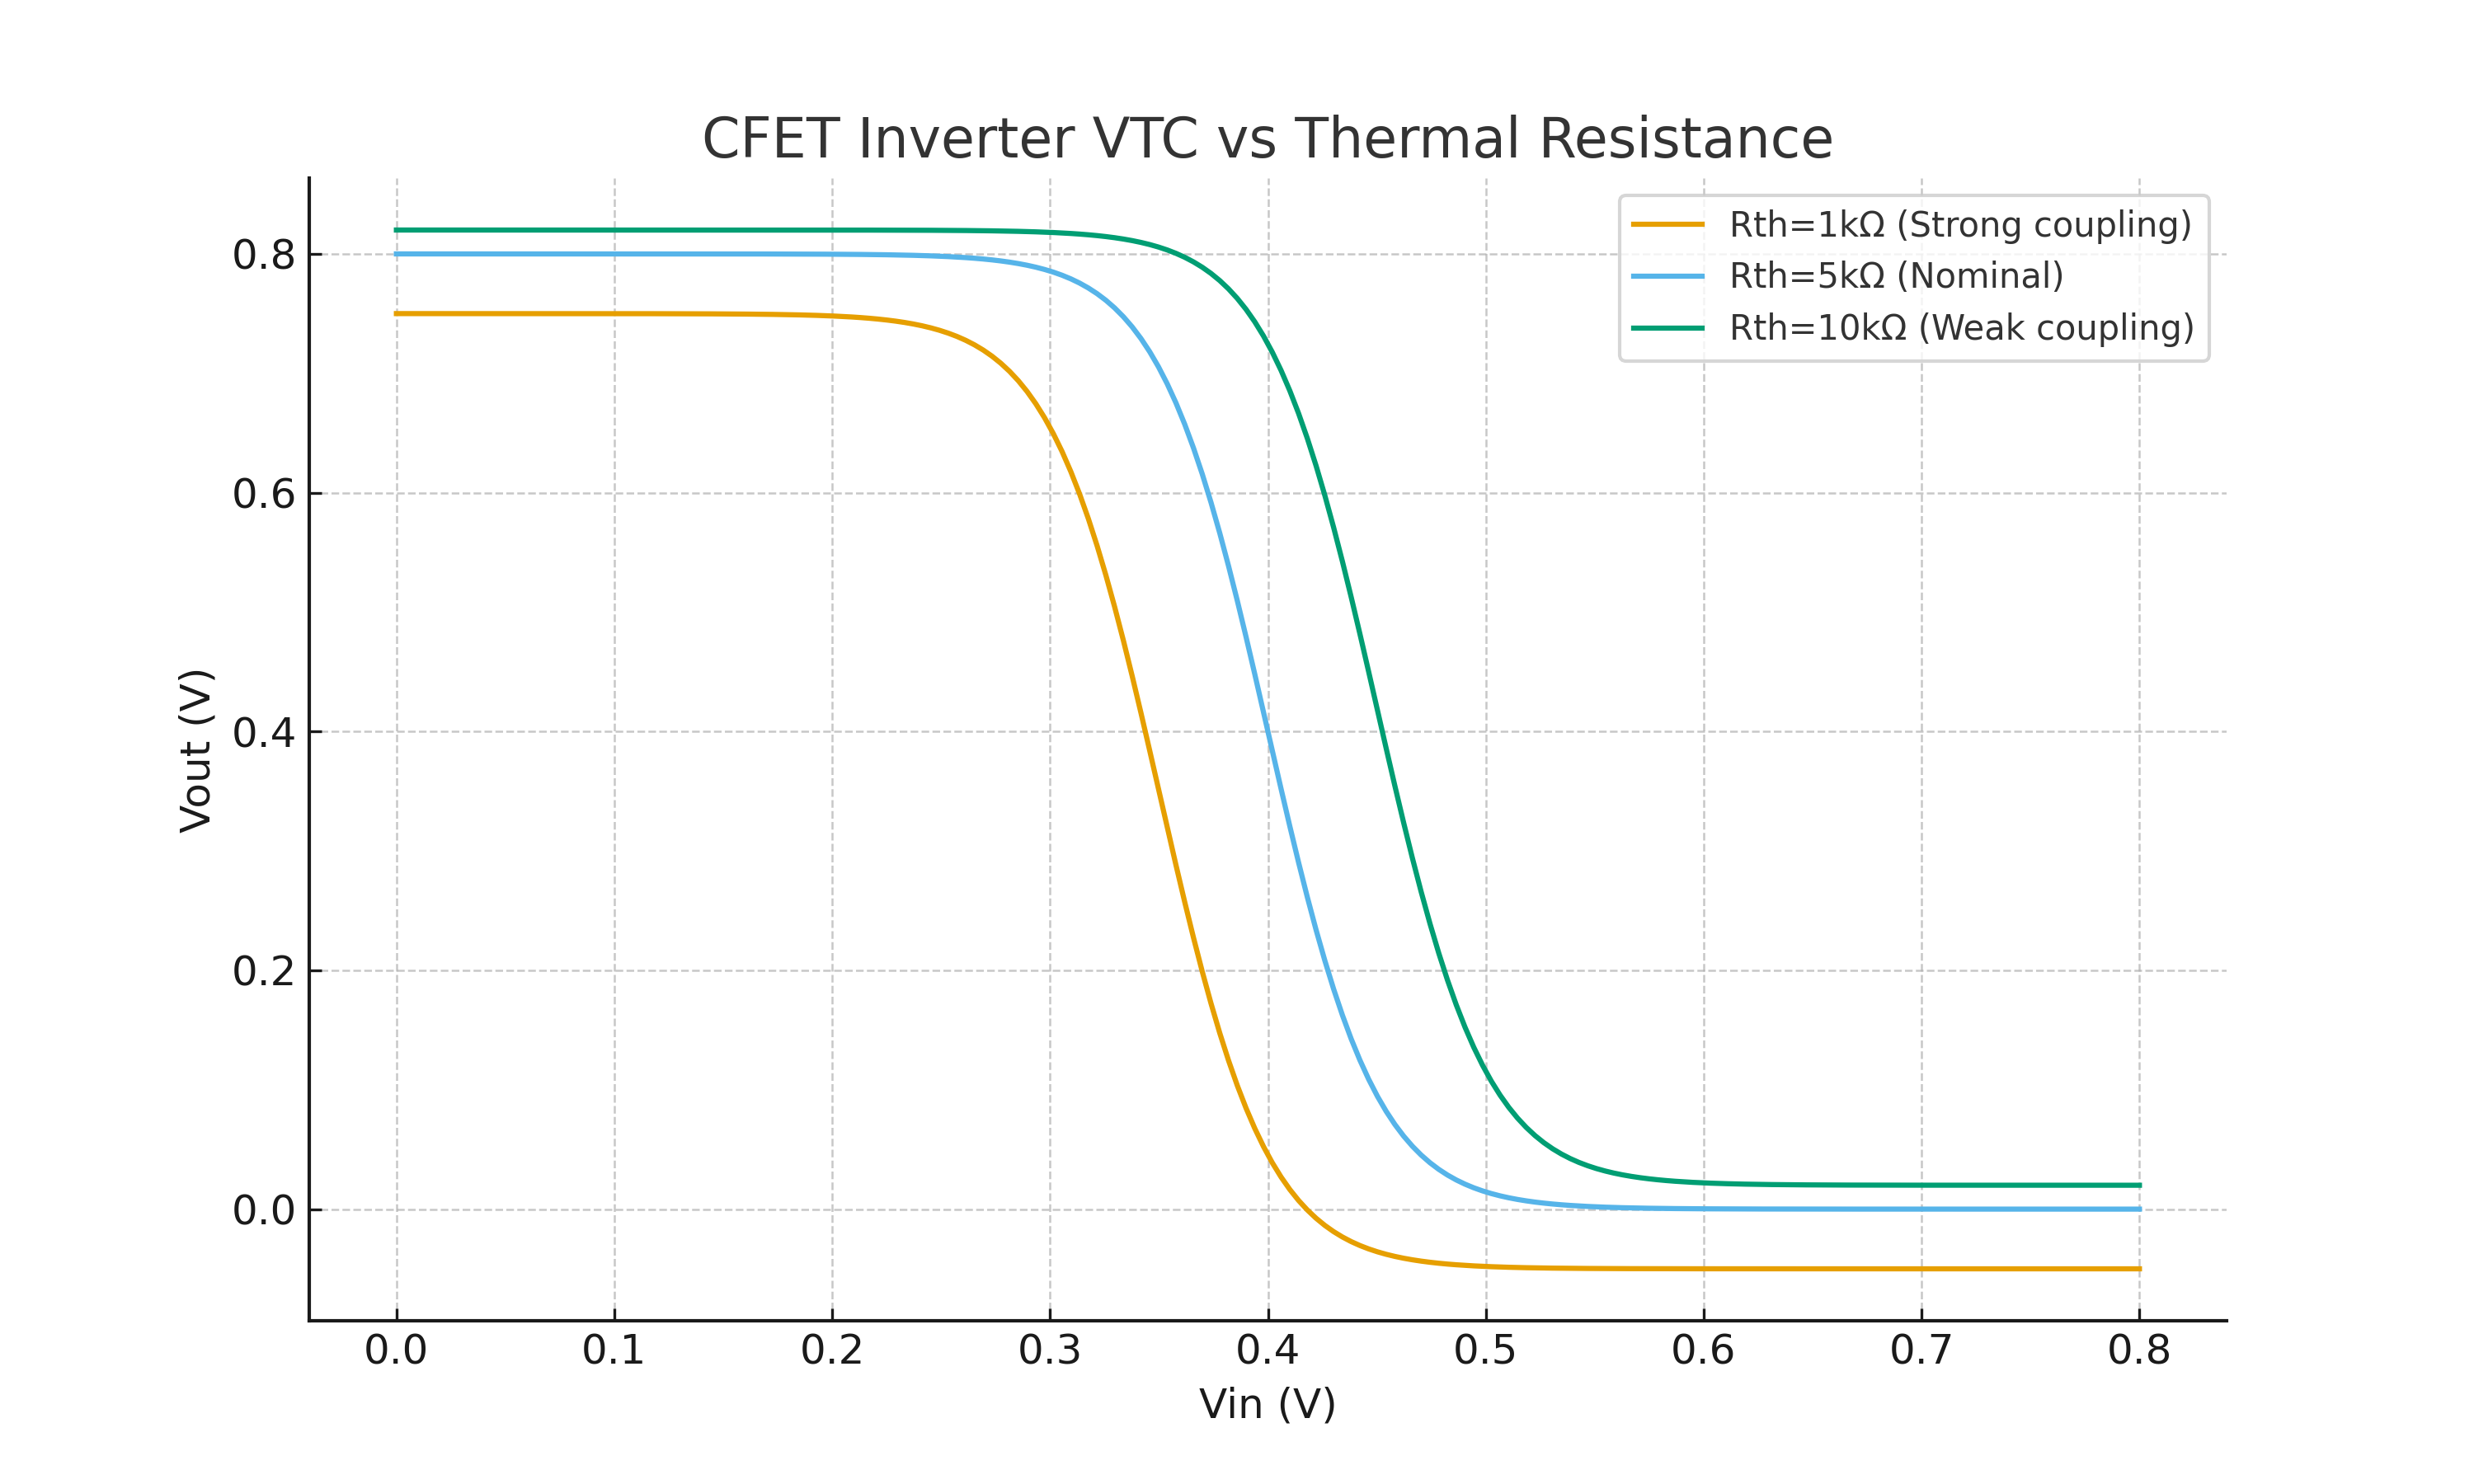 CFET Inverter VTC vs Thermal Resistance
Rth=1kΩ (Strong coupling)
Rth=5kΩ (Nominal)
Rth=10kΩ (Weak coupling)
Vout (V)
0.8
0.6
0.4
0.2
0.0
0.0 0.1 0.2 0.3 0.4 0.5 0.6 0.7 0.8
Vin (V)